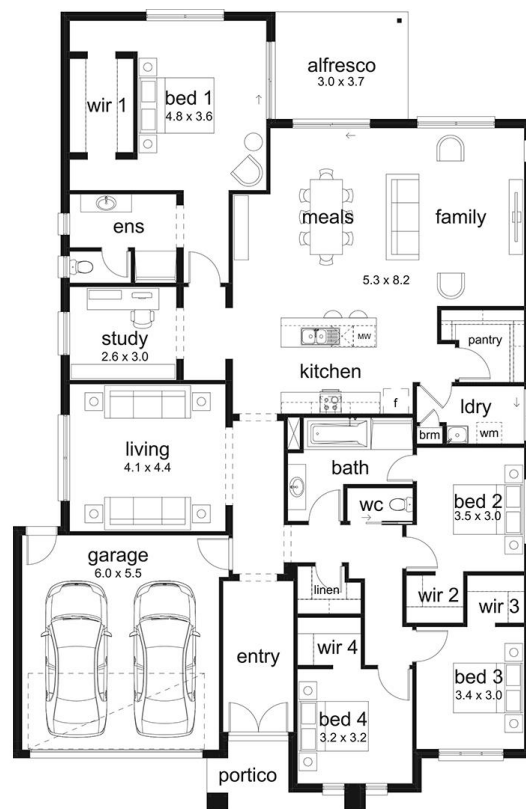 alfresco
3.0 x 3.7
wir 1
bed 1
4.8 x 3.6
ens
meals
family
5.3 x 8.2
study
2.6 x 3.0
MW
pantry
kitchen
f
ldry
brm
wm
living
4.1 x 4.4
bath
wc
bed 2
3.5 x 3.0
garage
6.0 x 5.5
linen
wir 2
wir 3
entry
wir 4
bed 3
3.4 x 3.0
bed 4
3.2 x 3.2
portico